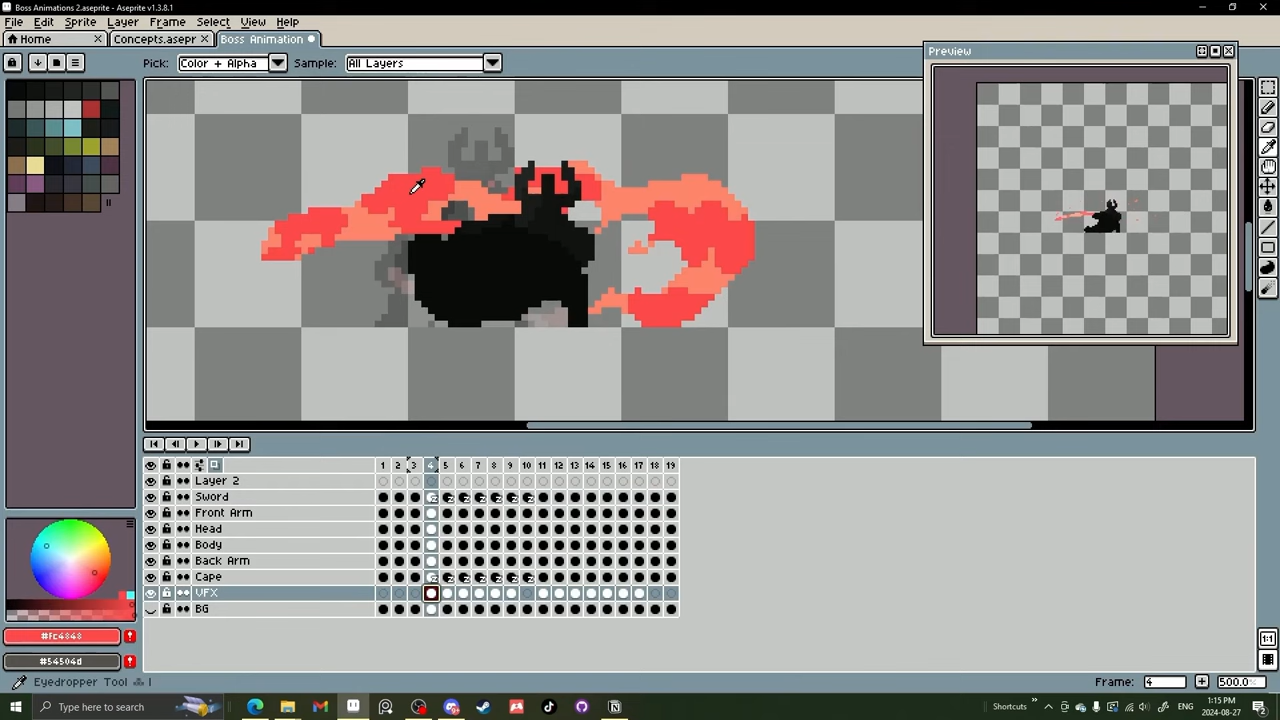 Boss Animations 2.aseprite - Aseprite v1.3.8.1
File Edit Sprite Layer Frame Select View Help
Home Concepts.asepr Boss Animation
Pick: Color + Alpha Sample: All Layers
Preview
1 2 3 4 5 6 7 8 9 10 11 12 13 14 15 16 17 18 19
Layer 2
Sword
Front Arm
Head
Body
Back Arm
Cape
VFX
BG
#fc4848
#54504d
1:1
Eyedropper Tool I
Frame: 4 + 500.0
Type here to search
Shortcuts
1:15 PM
2024-08-27